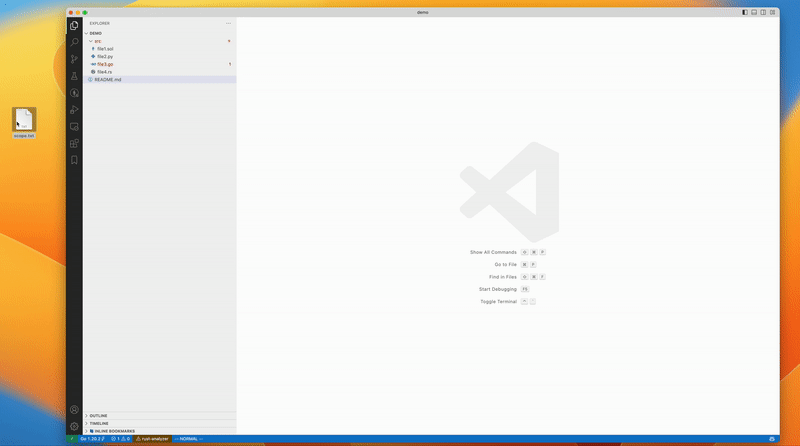 demo
EXPLORER
DEMO
src
file1.sol
file2.py
file3.go
1
file4.rs
README.md
scope.txt
Show All Commands ⇧ ⌘ P
Go to File ⌘ P
Find in Files ⇧ ⌘ F
Start Debugging F5
Toggle Terminal ⌃ `
OUTLINE
TIMELINE
INLINE BOOKMARKS
Go 1.20.2 1 0 rust-analyzer -- NORMAL --